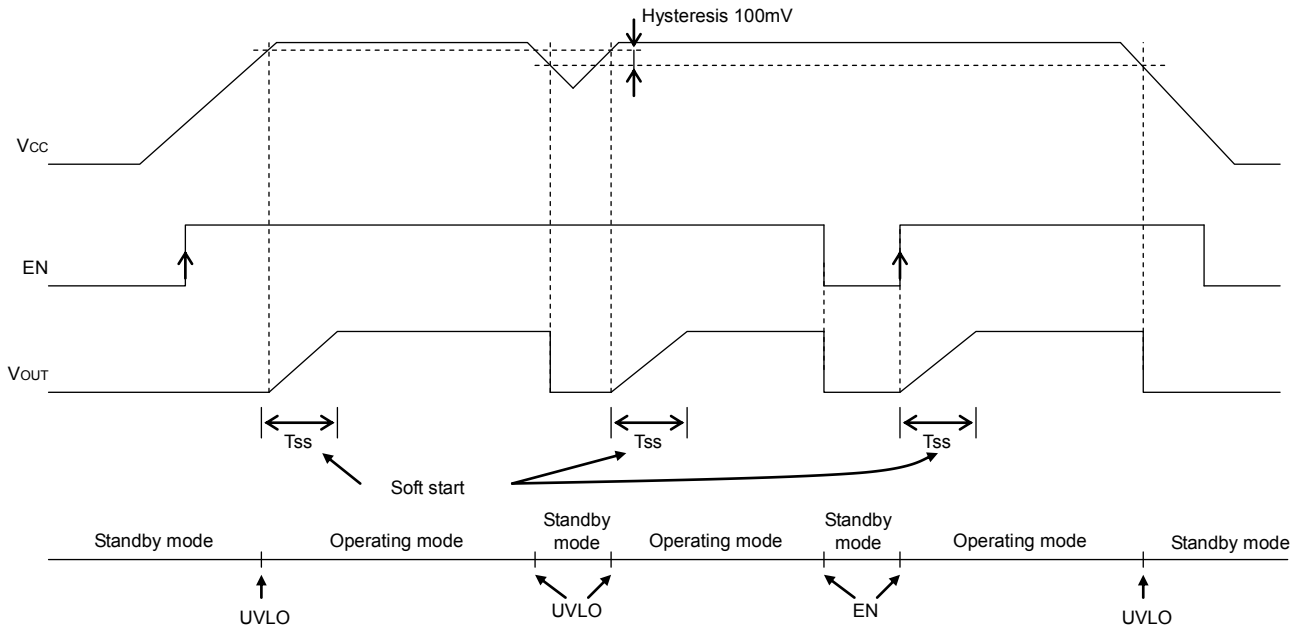 Hysteresis 100mV
VCC
EN
VOUT
Tss
Tss
Tss
Soft start
Standby mode
Operating mode
Standby
mode
Operating mode
Standby
mode
Operating mode
Standby mode
UVLO
UVLO
EN
UVLO